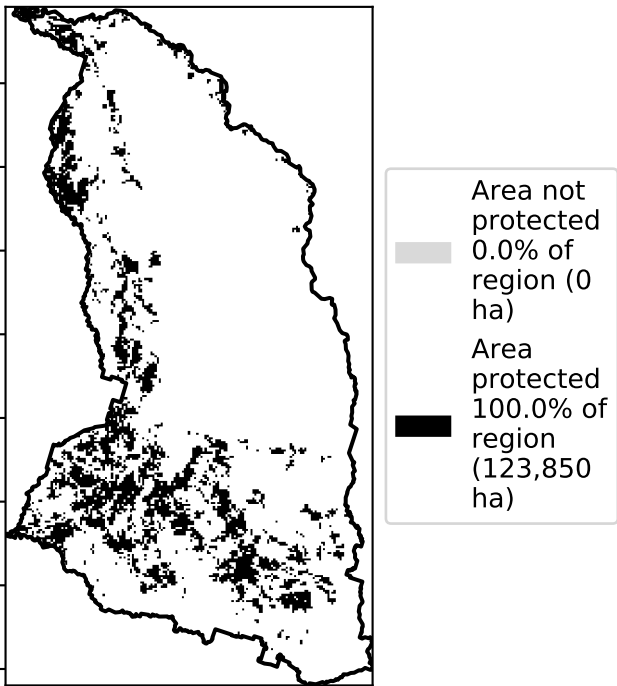 Area not
protected
0.0% of
region (0
ha)
Area
protected
100.0% of
region
(123,850
ha)